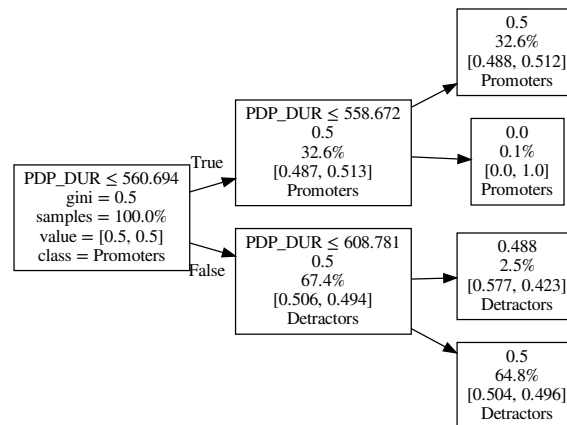 PDP_DUR ≤ 560.694
gini = 0.5
samples = 100.0%
value = [0.5, 0.5]
class = Promoters
True
False
PDP_DUR ≤ 558.672
0.5
32.6%
[0.487, 0.513]
Promoters
PDP_DUR ≤ 608.781
0.5
67.4%
[0.506, 0.494]
Detractors
0.5
32.6%
[0.488, 0.512]
Promoters
0.0
0.1%
[0.0, 1.0]
Promoters
0.488
2.5%
[0.577, 0.423]
Detractors
0.5
64.8%
[0.504, 0.496]
Detractors